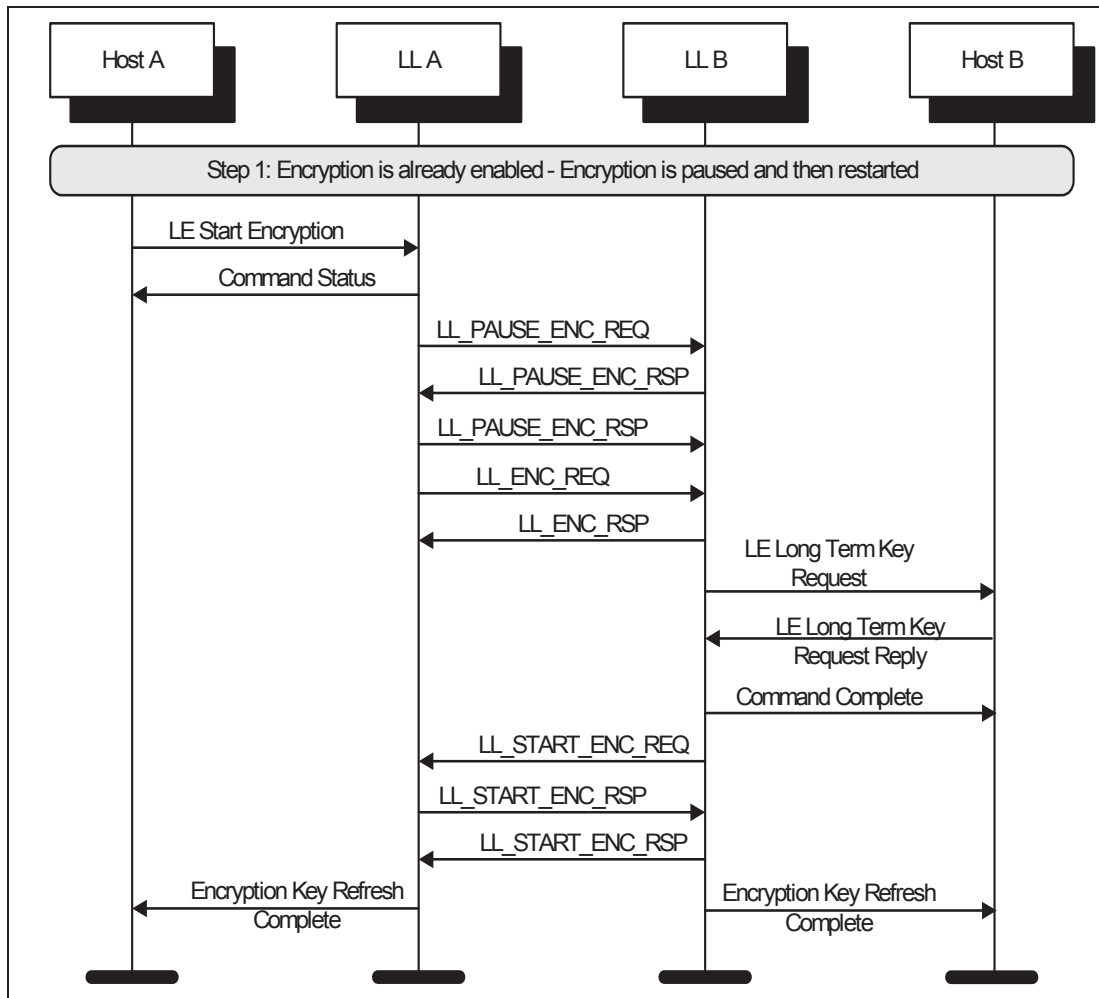 Host A
LL A
LL B
Host B
Step 1: Encryption is already enabled - Encryption is paused and then restarted
LE Start Encryption
Command Status
LL_PAUSE_ENC_REQ
LL_PAUSE_ENC_RSP
LL_PAUSE_ENC_RSP
LL_ENC_REQ
LL_ENC_RSP
LE Long Term Key
Request
LE Long Term Key
Request Reply
Command Complete
LL_START_ENC_REQ
LL_START_ENC_RSP
LL_START_ENC_RSP
Encryption Key Refresh
Complete
Encryption Key Refresh
Complete